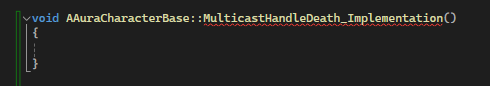 void AAuraCharacterBase::MulticastHandleDeath_Implementation()
{
}